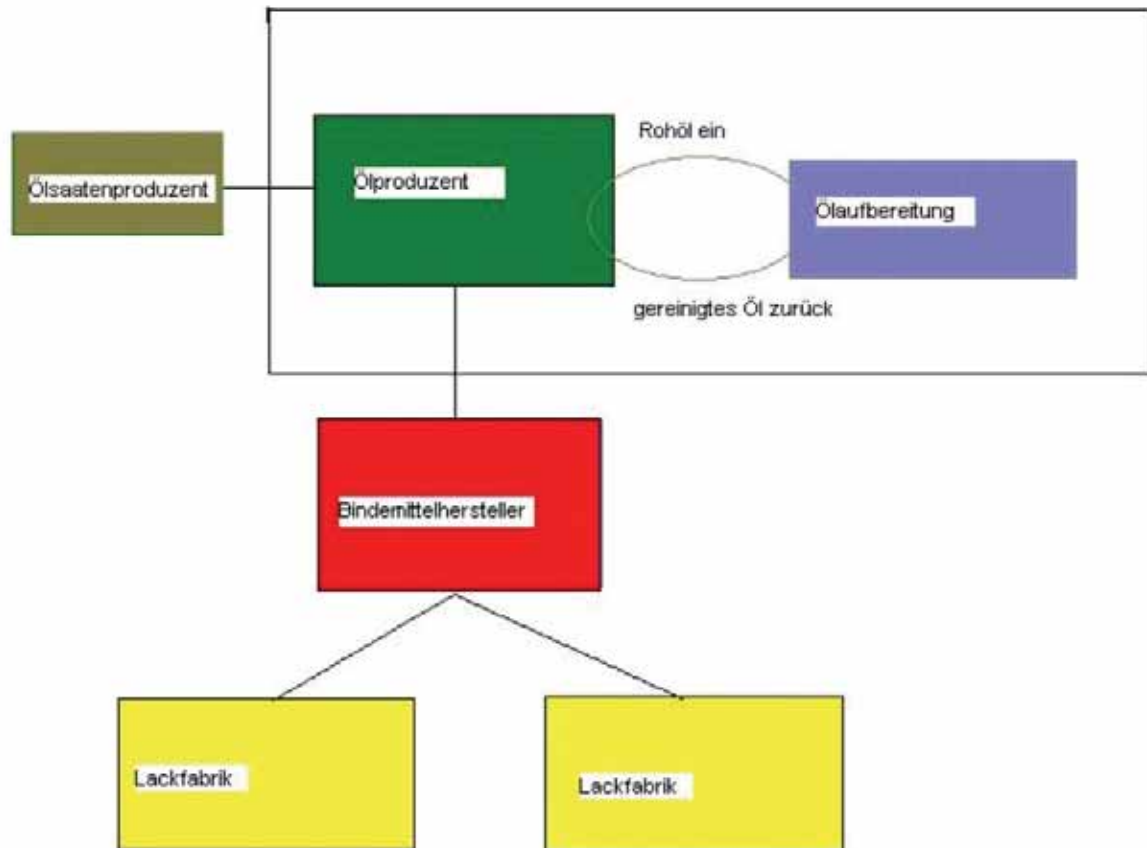 Rohöl ein
Ölsaatenproduzent
Ölproduzent
Ölaufbereitung
gereinigtes Öl zurück
Bindemittelhersteller
Lackfabrik
Lackfabrik